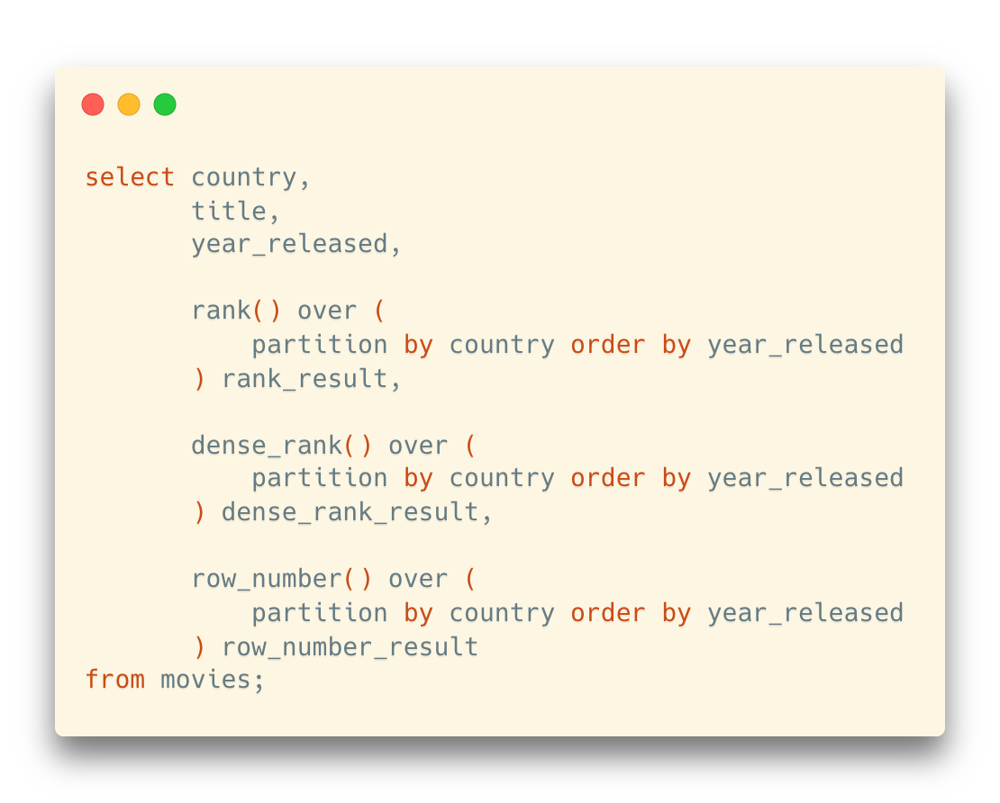 select country,
       title,
       year_released,

       rank() over (
           partition by country order by year_released
       ) rank_result,

       dense_rank() over (
           partition by country order by year_released
       ) dense_rank_result,

       row_number() over (
           partition by country order by year_released
       ) row_number_result
from movies;